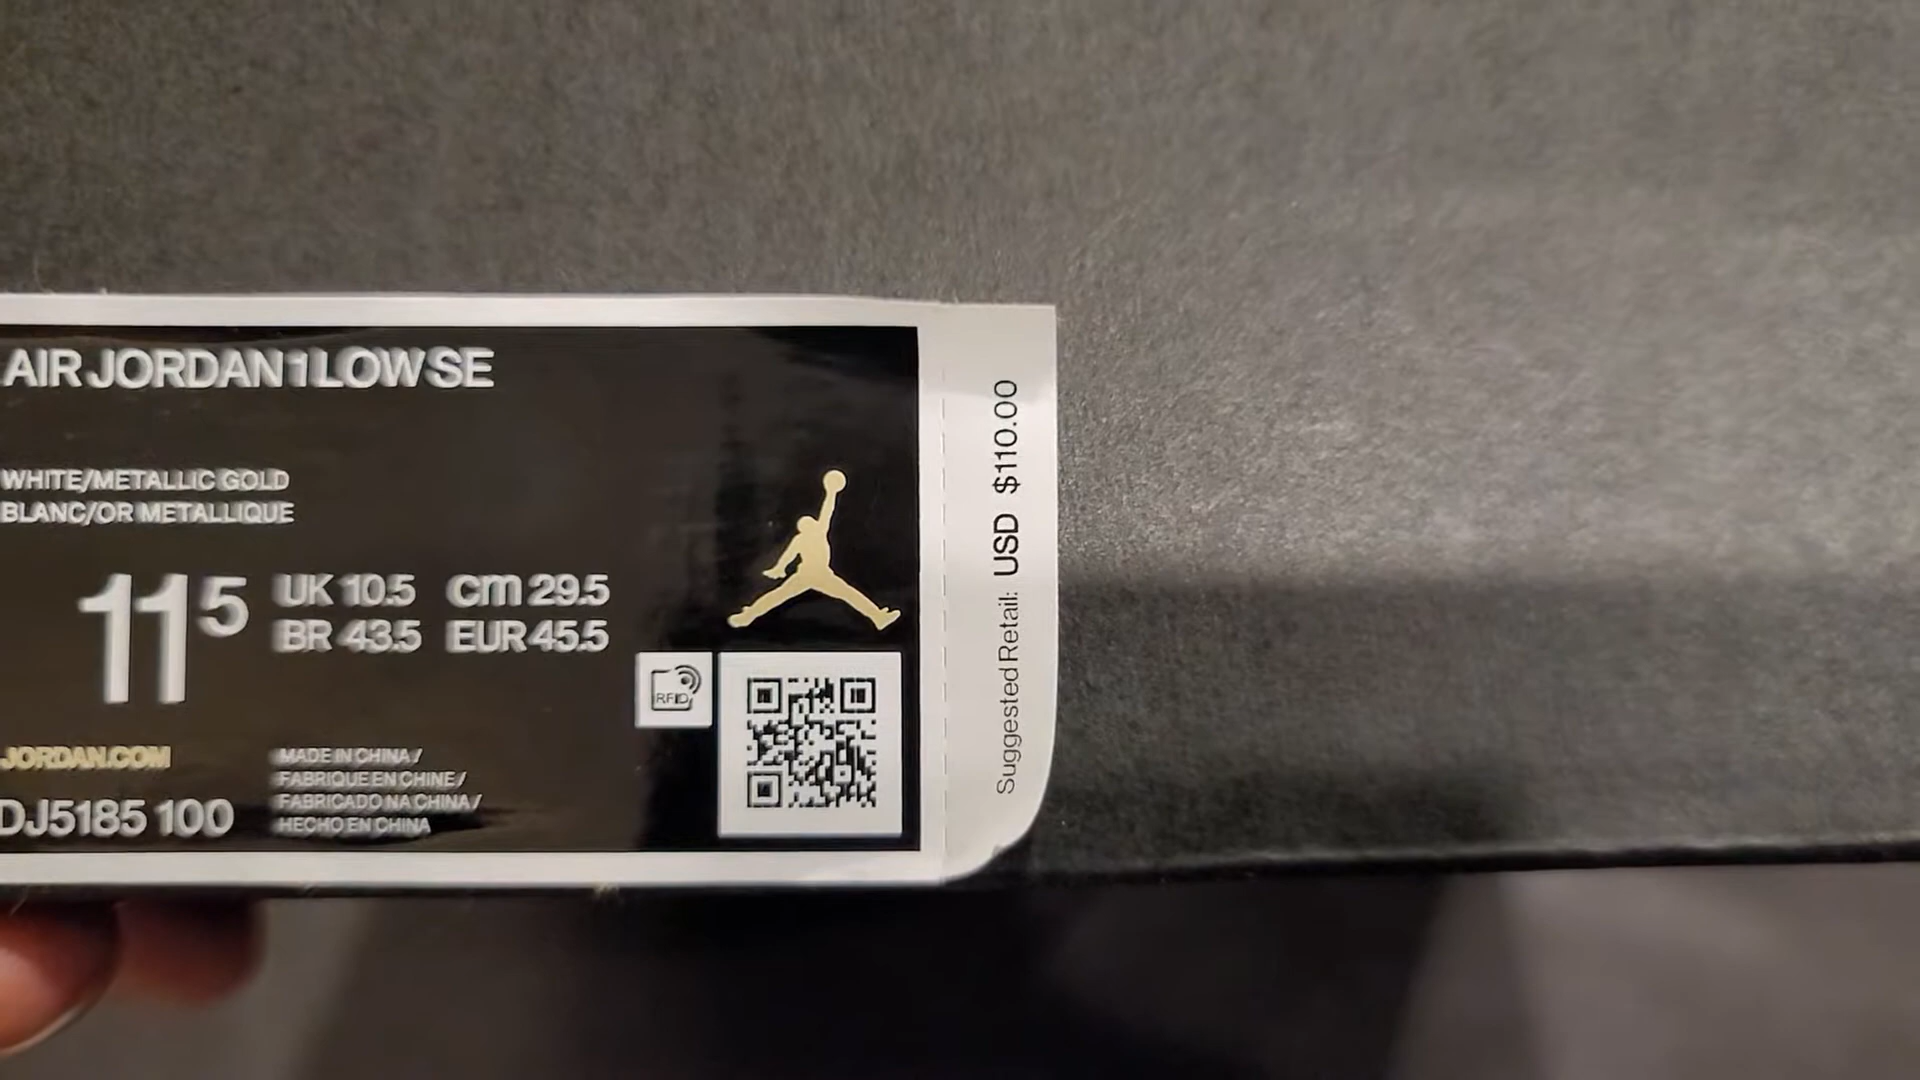 AIR JORDAN 1 LOW SE
WHITE/METALLIC GOLD
BLANC/OR METALLIQUE
115
UK 10.5 cm 29.5
BR 43.5 EUR 45.5
RFID
JORDAN.COM
DJ5185 100
MADE IN CHINA /
FABRIQUE EN CHINE /
FABRICADO NA CHINA /
HECHO EN CHINA
Suggested Retail: USD $110.00